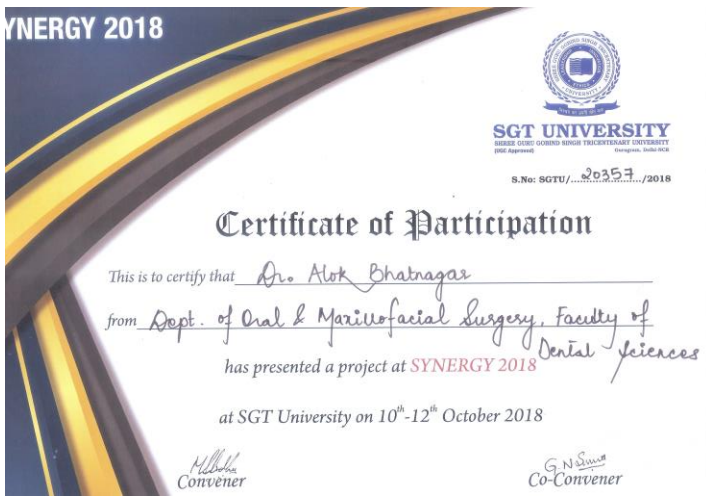 YNERGY 2018
SGT UNIVERSITY
SHREE GURU GOBIND SINGH TRICENTENARY UNIVERSITY
(UGC Approved) Gurugram, Delhi-NCR
S.No: SGTU/...20357.../2018
Certificate of Participation
This is to certify that Dr. Alok Bhatnagar
from Dept. of Oral & Maxillofacial Surgery, Faculty of
Dental Sciences
has presented a project at SYNERGY 2018
at SGT University on 10th-12th October 2018
Convener
Co-Convener